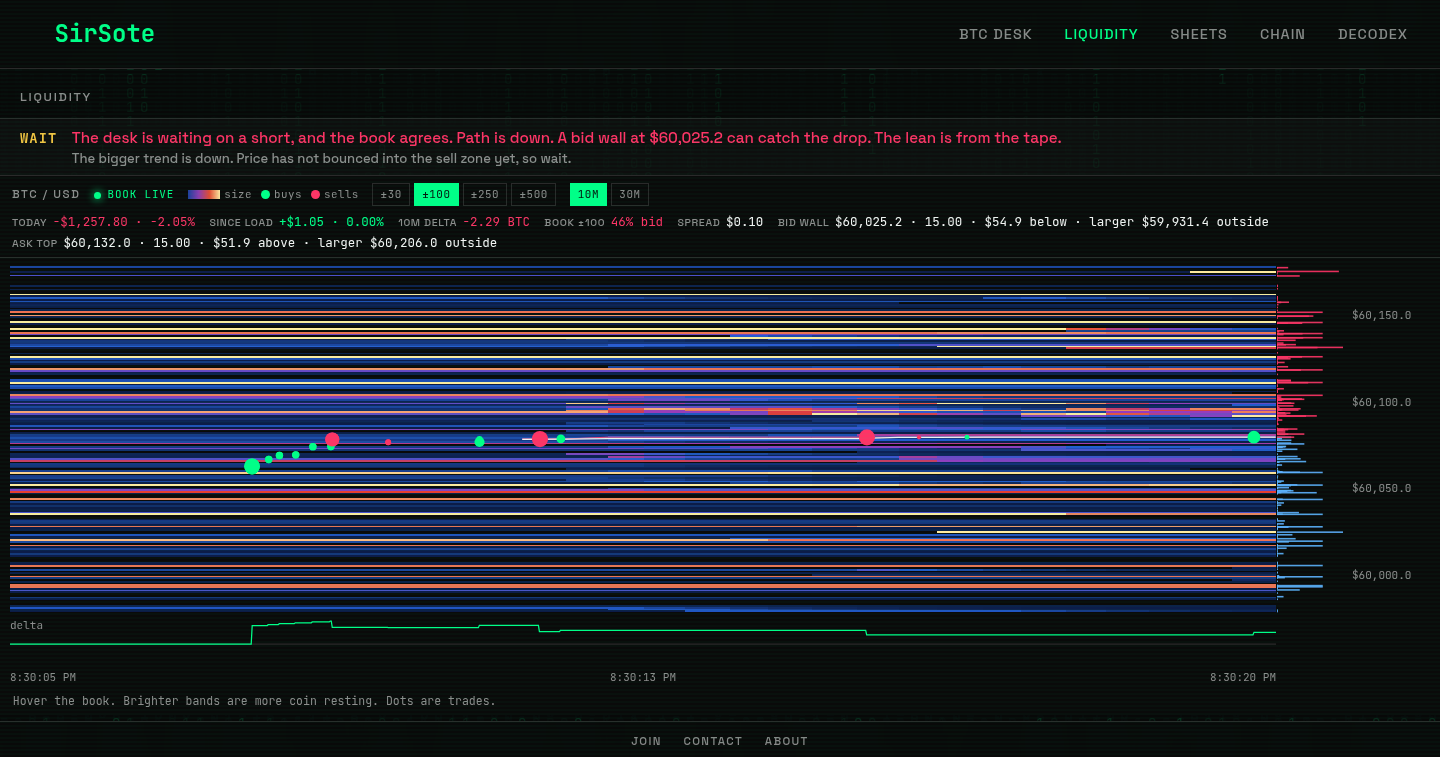 SirSote
BTC DESK LIQUIDITY SHEETS CHAIN DECODEX
LIQUIDITY
WAIT The desk is waiting on a short, and the book agrees. Path is down. A bid wall at $60,025.2 can catch the drop. The lean is from the tape.
The bigger trend is down. Price has not bounced into the sell zone yet, so wait.
BTC / USD BOOK LIVE size buys sells ±30 ±100 ±250 ±500 10M 30M
TODAY -$1,257.80 · -2.05% SINCE LOAD +$1.05 · 0.00% 10M DELTA -2.29 BTC BOOK ±100 46% bid SPREAD $0.10 BID WALL $60,025.2 · 15.00 · $54.9 below · larger $59,931.4 outside
ASK TOP $60,132.0 · 15.00 · $51.9 above · larger $60,206.0 outside
$60,150.0
$60,100.0
$60,050.0
$60,000.0
delta
8:30:05 PM 8:30:13 PM 8:30:20 PM
Hover the book. Brighter bands are more coin resting. Dots are trades.
JOIN CONTACT ABOUT